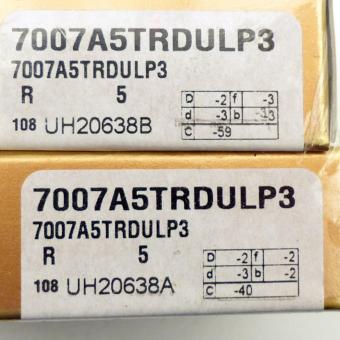 7007A5TRDULP3
7007A5TRDULP3
R 5
D -2 f -3
d -3 b -3
C -59
108 UH20638B
7007A5TRDULP3
7007A5TRDULP3
R 5
D -2 f -2
d -3 b -2
C -40
108 UH20638A